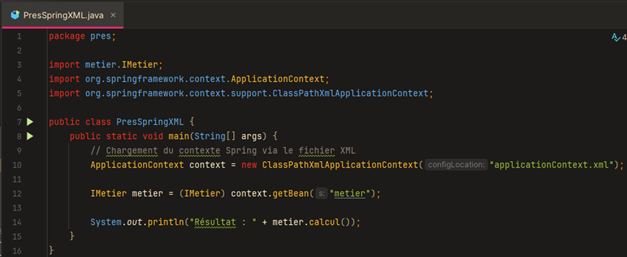 PresSpringXML.java ×
1 package pres;
4
2
3 import metier.IMetier;
4 import org.springframework.context.ApplicationContext;
5 import org.springframework.context.support.ClassPathXmlApplicationContext;
6
7 public class PresSpringXML {
8 public static void main(String[] args) {
9 // Chargement du contexte Spring via le fichier XML
10 ApplicationContext context = new ClassPathXmlApplicationContext( configLocation: "applicationContext.xml");
11
12 IMetier metier = (IMetier) context.getBean( s: "metier");
13
14 System.out.println("Résultat : " + metier.calcul());
15 }
16 }